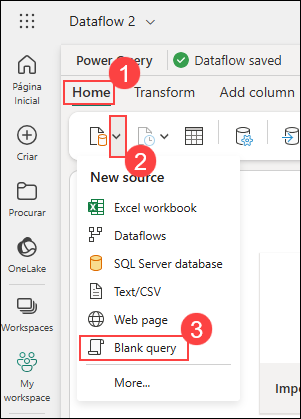 Dataflow 2
Power Query
Dataflow saved
1
Home
Transform
Add column
2
New source
Excel workbook
Dataflows
SQL Server database
Text/CSV
Web page
3
Blank query
More...
Página
Inicial
Criar
Procurar
OneLake
Workspaces
My
workspace
Impo